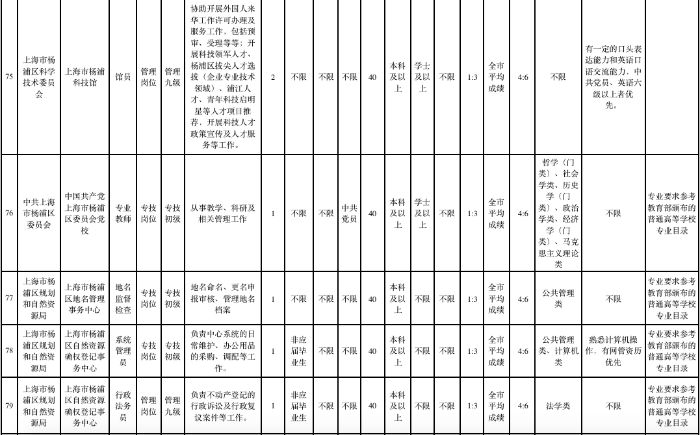 75
上海市杨
浦区科学
技术委员
会
上海市杨浦
科技馆
馆员
管理
岗位
管理
九级
协助开展外国人来
华工作许可办理及
服务工作，包括预
审、受理等等；开
展科技领军人才、
杨浦区拔尖人才选
拔（企业专业技术
领域）、浦江人
才、青年科技启明
星等人才项目推
荐、开展科技人才
政策宣传及人才服
务等工作。
2
不限
不限
不限
40
本科
及以
上
学士
及以
上
不限
1:3
全市
平均
成绩
4:6
不限
有一定的口头表
达能力和英语口
语交流能力，中
共党员、英语六
级以上者优
先。
76
中共上海
市杨浦区
委员会
中国共产党
上海市杨浦
区委员会党
校
专业
教师
专技
岗位
专技
初级
从事教学、科研及
相关管理工作
1
不限
不限
中共
党员
40
本科
及以
上
学士
及以
上
不限
1:3
全市
平均
成绩
4:6
哲学（门
类）、社会
学类、历史
学（门
类）、政治
学类、经济
学（门
类）、马克
思主义理论
类
不限
专业要求参考
教育部颁布的
普通高等学校
专业目录
77
上海市杨
浦区规划
和自然资
源局
上海市杨浦
区地名管理
事务中心
地名
监督
检查
专技
岗位
专技
初级
地名命名、更名申
报审核、管理地名
档案
1
不限
不限
不限
40
本科
及以
上
不限
不限
1:3
全市
平均
成绩
4:6
公共管理
类
不限
专业要求参考
教育部颁布的
普通高等学校
专业目录
78
上海市杨
浦区规划
和自然资
源局
上海市杨浦
区自然资源
确权登记事
务中心
系统
管理
员
专技
岗位
专技
初级
负责中心系统的日
常维护、办公用品
的采购、调配等工
作。
1
非应
届毕
业生
不限
不限
40
本科
及以
上
不限
不限
1:3
全市
平均
成绩
4:6
公共管理
类、计算机
类
熟悉计算机操
作。有网管资历
优先
专业要求参考
教育部颁布的
普通高等学校
专业目录
79
上海市杨
浦区规划
和自然资
源局
上海市杨浦
区自然资源
确权登记事
务中心
行政
法务
员
管理
岗位
管理
九级
负责不动产登记的
行政诉讼及行政复
议案件等工作。
1
非应
届毕
业生
不限
不限
40
本科
及以
上
不限
不限
1:3
全市
平均
成绩
4:6
法学类
不限
专业要求参考
教育部颁布的
普通高等学校
专业目录